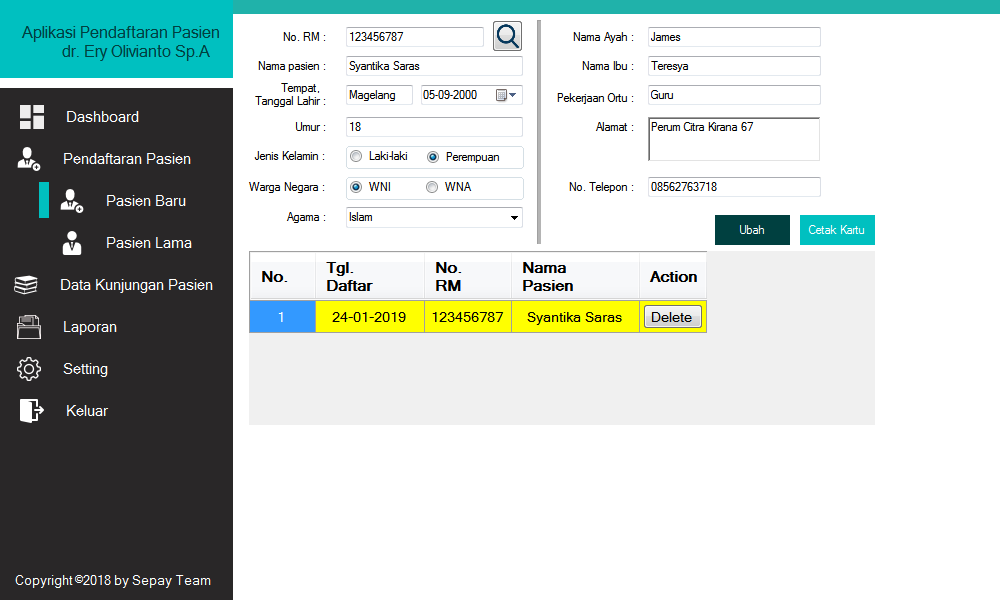 Aplikasi Pendaftaran Pasien
dr. Ery Olivianto Sp.A
Dashboard
Pendaftaran Pasien
Pasien Baru
Pasien Lama
Data Kunjungan Pasien
Laporan
Setting
Keluar
Copyright ©2018 by Sepay Team
No. RM : 123456787
Nama pasien : Syantika Saras
Tempat,
Tanggal Lahir : Magelang 05-09-2000
Umur : 18
Jenis Kelamin : Laki-laki Perempuan
Warga Negara : WNI WNA
Agama : Islam
Nama Ayah : James
Nama Ibu : Teresya
Pekerjaan Ortu : Guru
Alamat : Perum Citra Kirana 67
No. Telepon : 08562763718
Ubah Cetak Kartu
No. Tgl. Daftar No. RM Nama Pasien Action
1 24-01-2019 123456787 Syantika Saras Delete